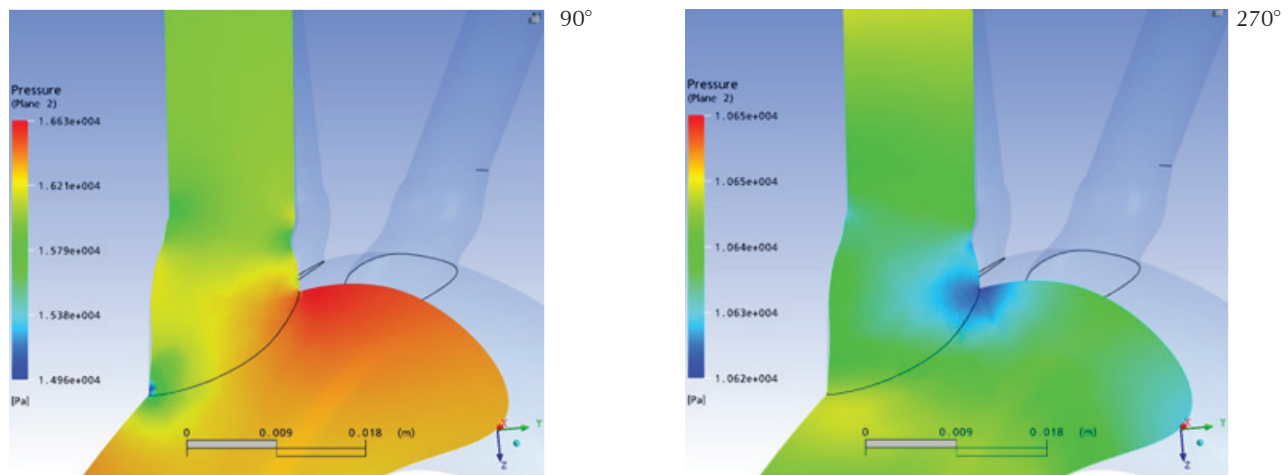 90°
Pressure
(Plane 2)
1.663e+004
1.621e+004
1.579e+004
1.538e+004
1.496e+004
[Pa]
0 0.009 0.018 (m)
X
Y
Z
270°
Pressure
(Plane 2)
1.065e+004
1.065e+004
1.064e+004
1.063e+004
1.062e+004
[Pa]
0 0.009 0.018 (m)
X
Y
Z